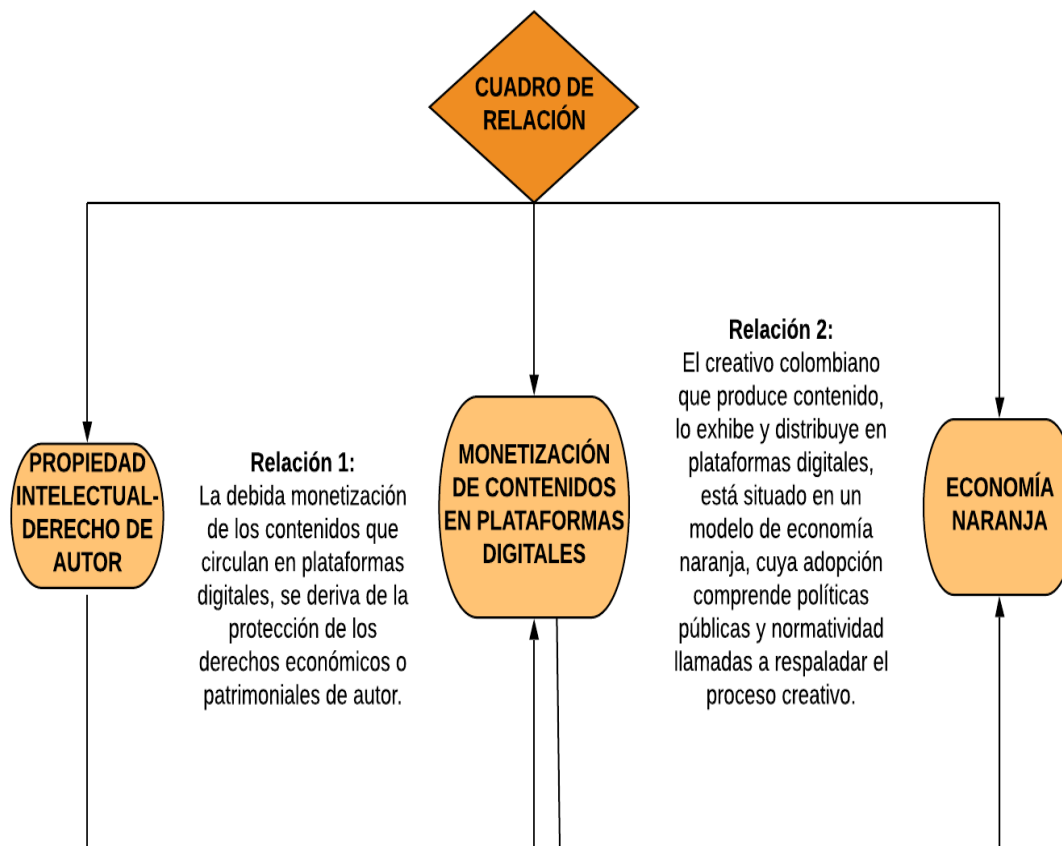 CUADRO DE
RELACIÓN
PROPIEDAD
INTELECTUAL-
DERECHO DE
AUTOR
Relación 1:
La debida monetización
de los contenidos que
circulan en plataformas
digitales, se deriva de la
protección de los
derechos económicos o
patrimoniales de autor.
MONETIZACIÓN
DE CONTENIDOS
EN PLATAFORMAS
DIGITALES
Relación 2:
El creativo colombiano
que produce contenido,
lo exhibe y distribuye en
plataformas digitales,
está situado en un
modelo de economía
naranja, cuya adopción
comprende políticas
públicas y normatividad
llamadas a respaladar el
proceso creativo.
ECONOMÍA
NARANJA